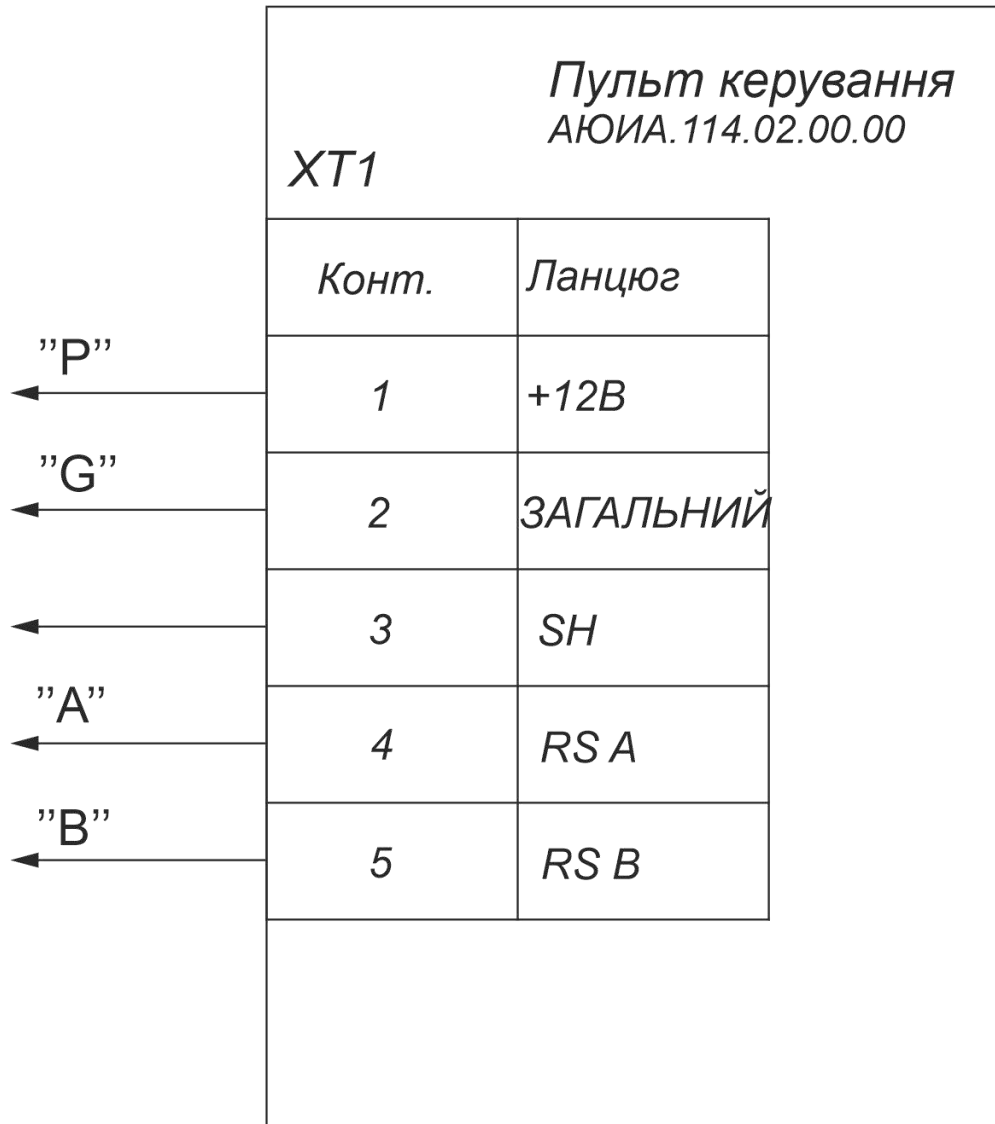 Пульт керування
АЮИА.114.02.00.00
XT1
Конт. Ланцюг
"P" 1 +12В
"G" 2 ЗАГАЛЬНИЙ
3 SH
"A" 4 RS A
"B" 5 RS B